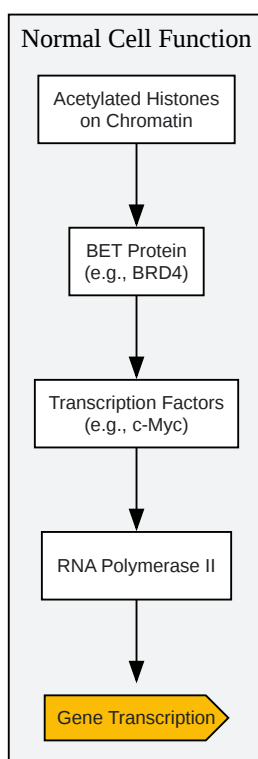 Normal Cell Function
Acetylated Histones
on Chromatin
BET Protein
(e.g., BRD4)
Transcription Factors
(e.g., c-Myc)
RNA Polymerase II
Gene Transcription